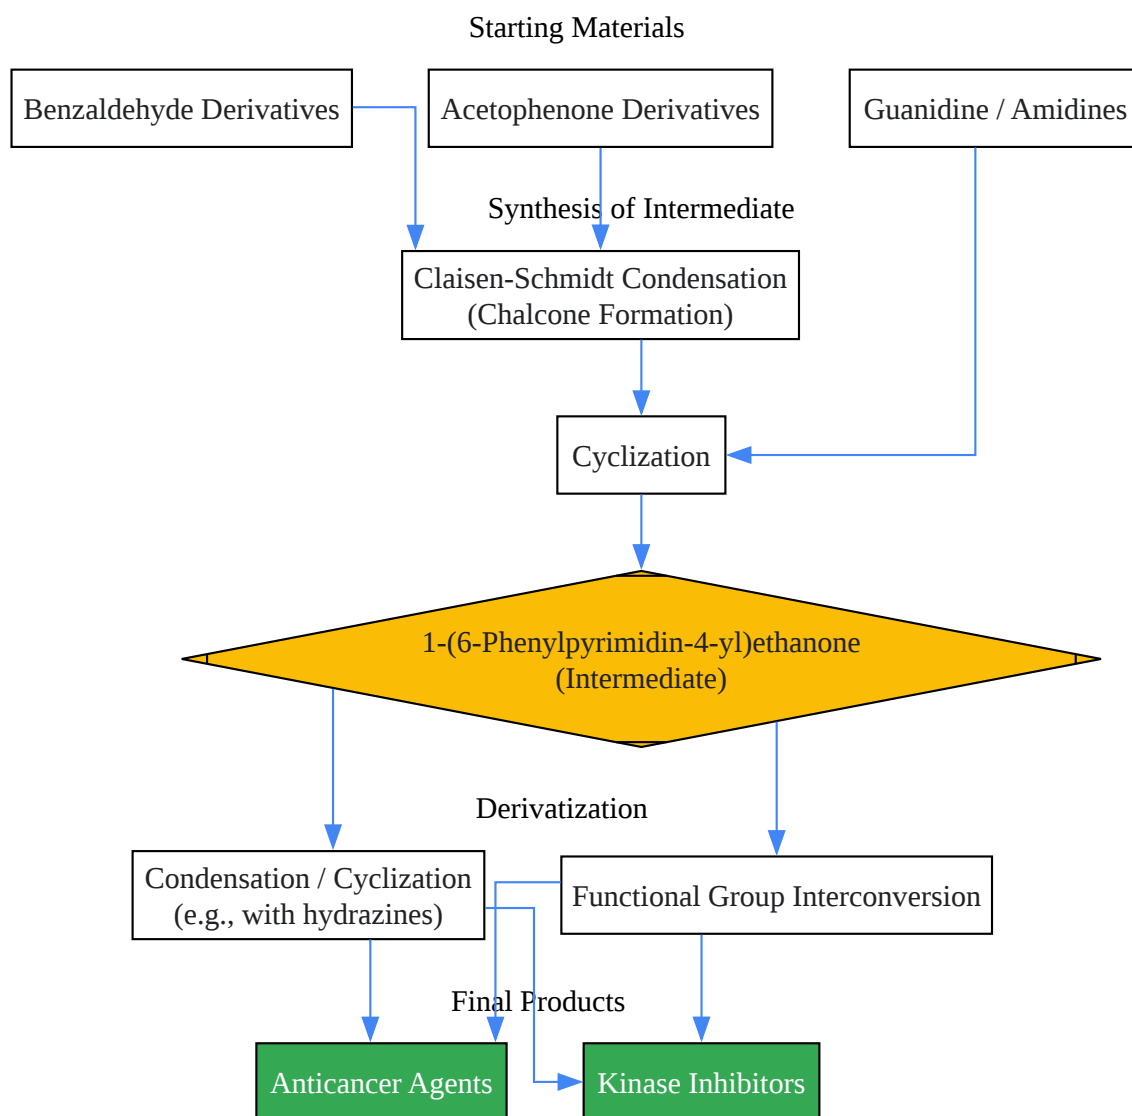 Starting Materials
Benzaldehyde Derivatives
Acetophenone Derivatives
Guanidine / Amidines
Synthesis of Intermediate
Claisen-Schmidt Condensation
(Chalcone Formation)
Cyclization
1-(6-Phenylpyrimidin-4-yl)ethanone
(Intermediate)
Derivatization
Condensation / Cyclization
(e.g., with hydrazines)
Functional Group Interconversion
Final Products
Anticancer Agents
Kinase Inhibitors